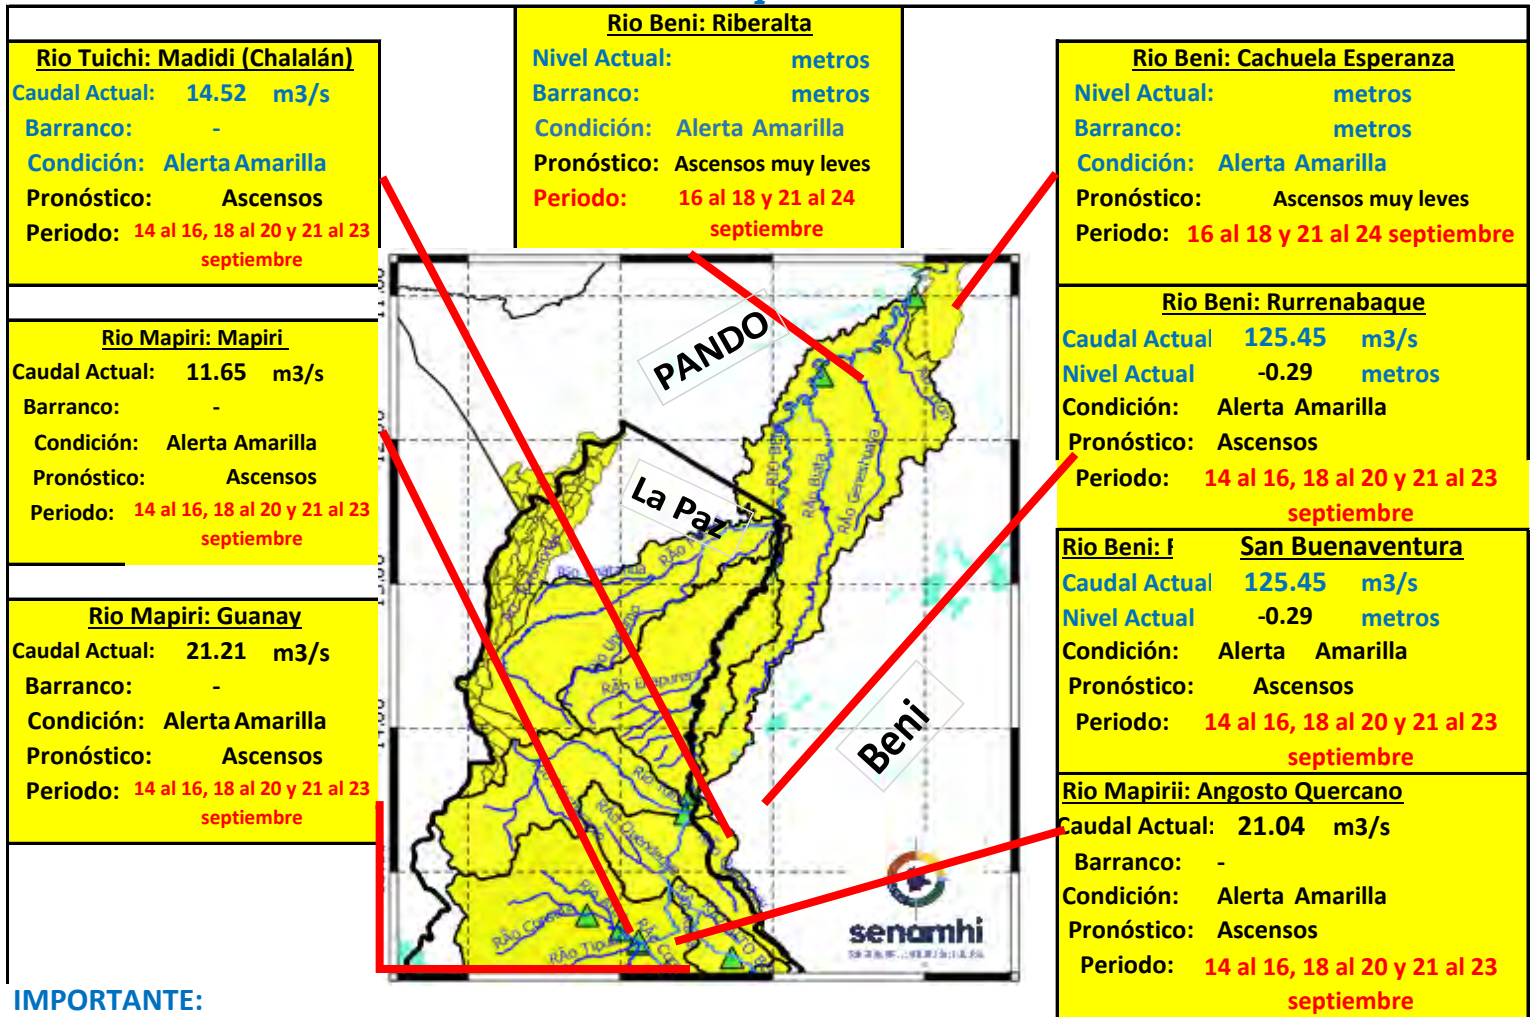 Rio Tuichi: Madidi (Chalalán)
Caudal Actual: 14.52 m3/s
Barranco: -
Condición: Alerta Amarilla
Pronóstico: Ascensos
Periodo: 14 al 16, 18 al 20 y 21 al 23
septiembre
Rio Mapiri: Mapiri
Caudal Actual: 11.65 m3/s
Barranco: -
Condición: Alerta Amarilla
Pronóstico: Ascensos
Periodo: 14 al 16, 18 al 20 y 21 al 23
septiembre
Rio Mapiri: Guanay
Caudal Actual: 21.21 m3/s
Barranco: -
Condición: Alerta Amarilla
Pronóstico: Ascensos
Periodo: 14 al 16, 18 al 20 y 21 al 23
septiembre
Rio Beni: Riberalta
Nivel Actual: metros
Barranco: metros
Condición: Alerta Amarilla
Pronóstico: Ascensos muy leves
Periodo: 16 al 18 y 21 al 24
septiembre
PANDO
La Paz
Beni
RÃo Biata
RÃo Geneshuaya
senamhi
Rio Beni: Cachuela Esperanza
Nivel Actual: metros
Barranco: metros
Condición: Alerta Amarilla
Pronóstico: Ascensos muy leves
Periodo: 16 al 18 y 21 al 24 septiembre
Rio Beni: Rurrenabaque
Caudal Actual 125.45 m3/s
Nivel Actual -0.29 metros
Condición: Alerta Amarilla
Pronóstico: Ascensos
Periodo: 14 al 16, 18 al 20 y 21 al 23
septiembre
Rio Beni: San Buenaventura
Caudal Actual 125.45 m3/s
Nivel Actual -0.29 metros
Condición: Alerta Amarilla
Pronóstico: Ascensos
Periodo: 14 al 16, 18 al 20 y 21 al 23
septiembre
Rio Mapirii: Angosto Quercano
Caudal Actual: 21.04 m3/s
Barranco: -
Condición: Alerta Amarilla
Pronóstico: Ascensos
Periodo: 14 al 16, 18 al 20 y 21 al 23
septiembre
IMPORTANTE: